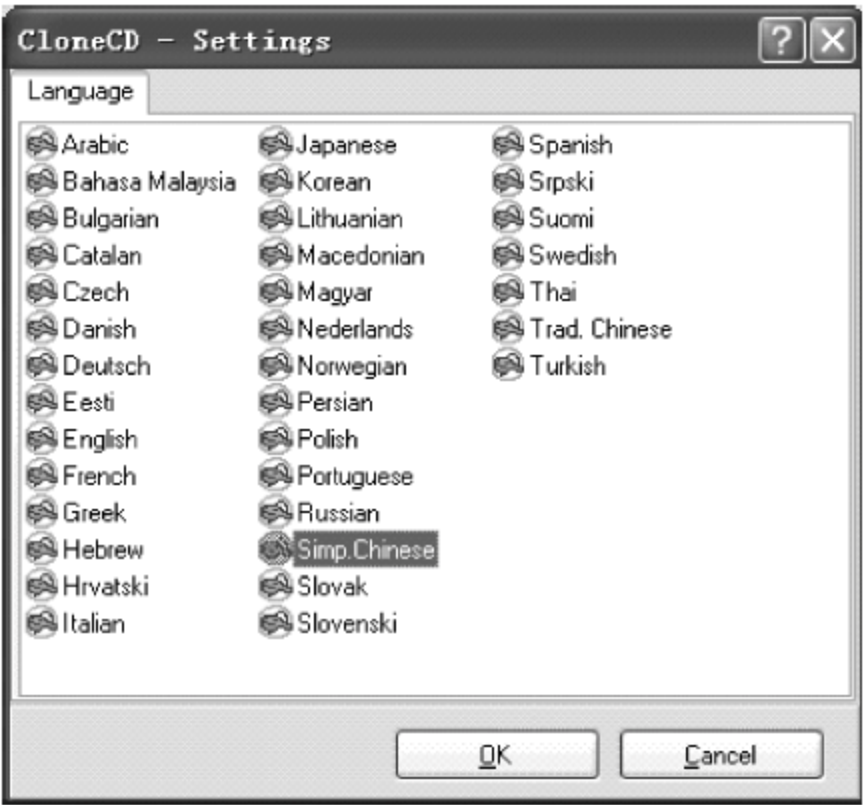 CloneCD - Settings
Language
Arabic
Bahasa Malaysia
Bulgarian
Catalan
Czech
Danish
Deutsch
Eesti
English
French
Greek
Hebrew
Hrvatski
Italian
Japanese
Korean
Lithuanian
Macedonian
Magyar
Nederlands
Norwegian
Persian
Polish
Portuguese
Russian
Simp.Chinese
Slovak
Slovenski
Spanish
Srpski
Suomi
Swedish
Thai
Trad. Chinese
Turkish
OK
Cancel